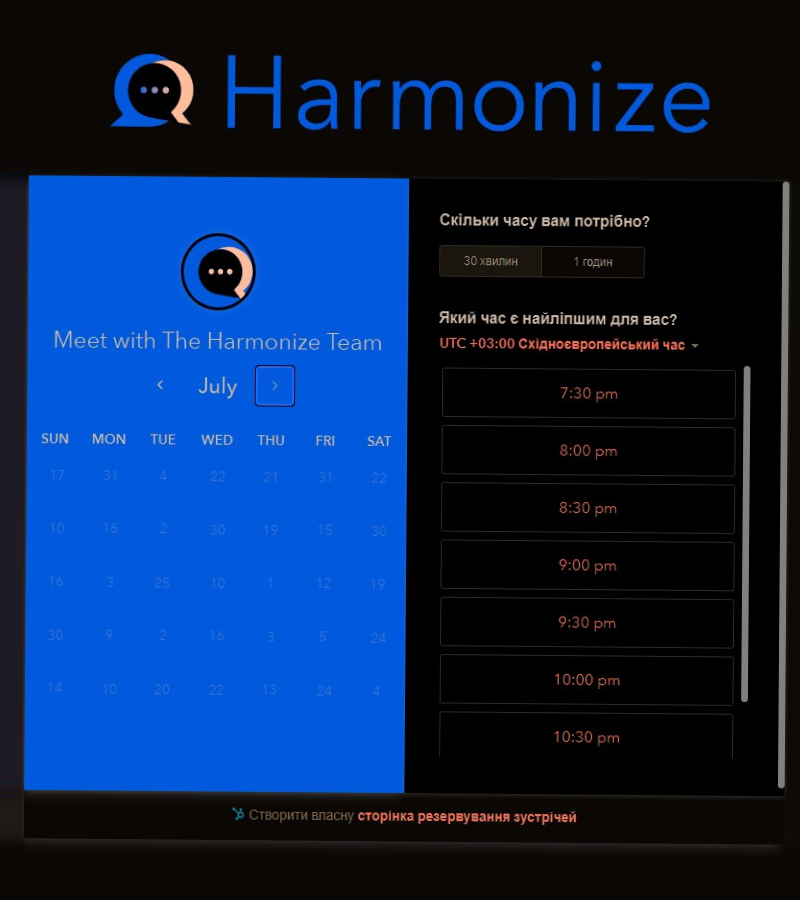 Harmonize
Meet with The Harmonize Team
July
SUN MON TUE WED THU FRI SAT
17 31 4 22 21 31 22
10 16 2 30 19 15 30
16 3 25 10 1 12 19
30 9 2 16 3 5 24
14 10 20 22 13 24 4
Скільки часу вам потрібно?
30 хвилин 1 годин
Який час є найліпшим для вас?
UTC +03:00 Східноєвропейський час
7:30 pm
8:00 pm
8:30 pm
9:00 pm
9:30 pm
10:00 pm
10:30 pm
Створити власну сторінка резервування зустрічей